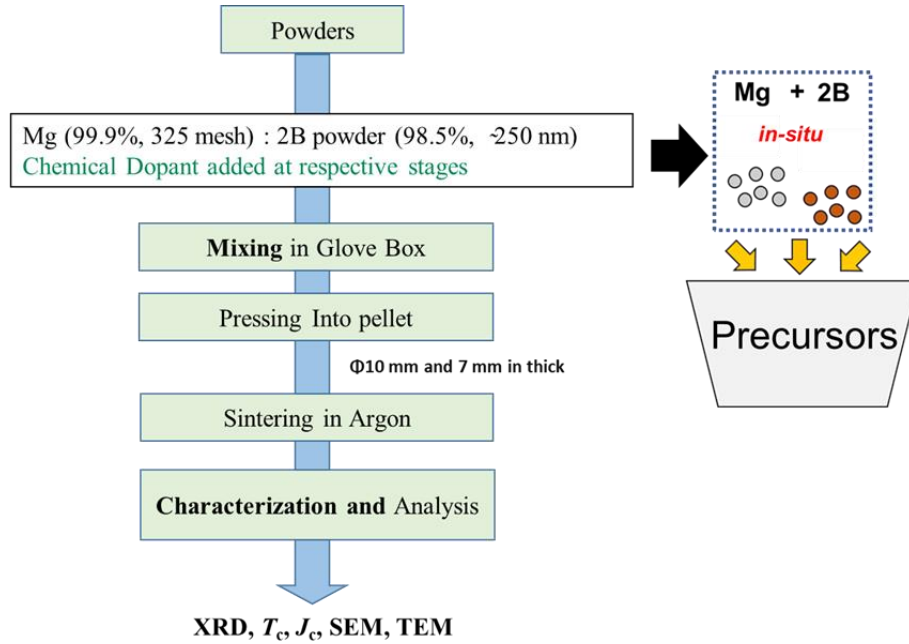 Powders
Mg (99.9%, 325 mesh) : 2B powder (98.5%, ~250 nm)
Chemical Dopant added at respective stages
Mixing in Glove Box
Pressing Into pellet
Φ10 mm and 7 mm in thick
Sintering in Argon
Characterization and Analysis
XRD, Tc, Jc, SEM, TEM
Mg + 2B
in-situ
Precursors